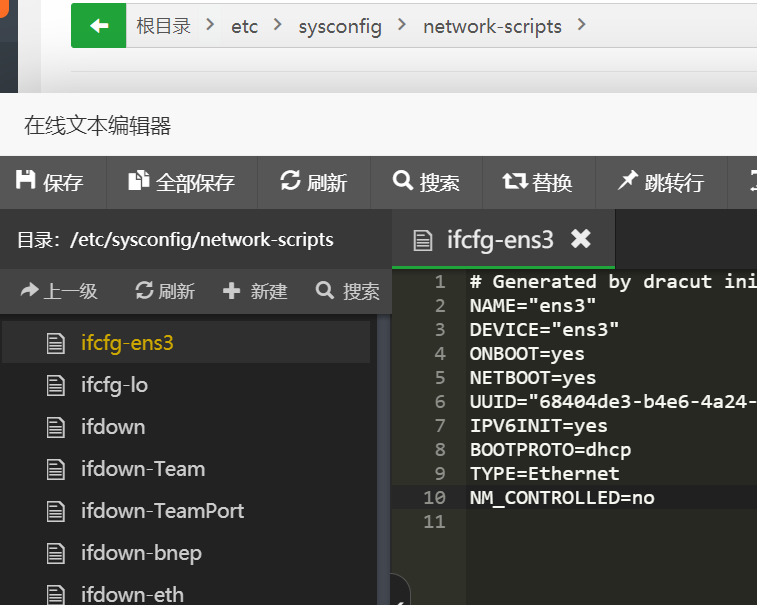 根目录 etc sysconfig network-scripts
在线文本编辑器
保存 全部保存 刷新 搜索 替换 跳转行
目录：/etc/sysconfig/network-scripts
上一级 刷新 新建 搜索
ifcfg-ens3
ifcfg-lo
ifdown
ifdown-Team
ifdown-TeamPort
ifdown-bnep
ifdown-eth
ifcfg-ens3
1 # Generated by dracut ini
2 NAME="ens3"
3 DEVICE="ens3"
4 ONBOOT=yes
5 NETBOOT=yes
6 UUID="68404de3-b4e6-4a24-
7 IPV6INIT=yes
8 BOOTPROTO=dhcp
9 TYPE=Ethernet
10 NM_CONTROLLED=no
11